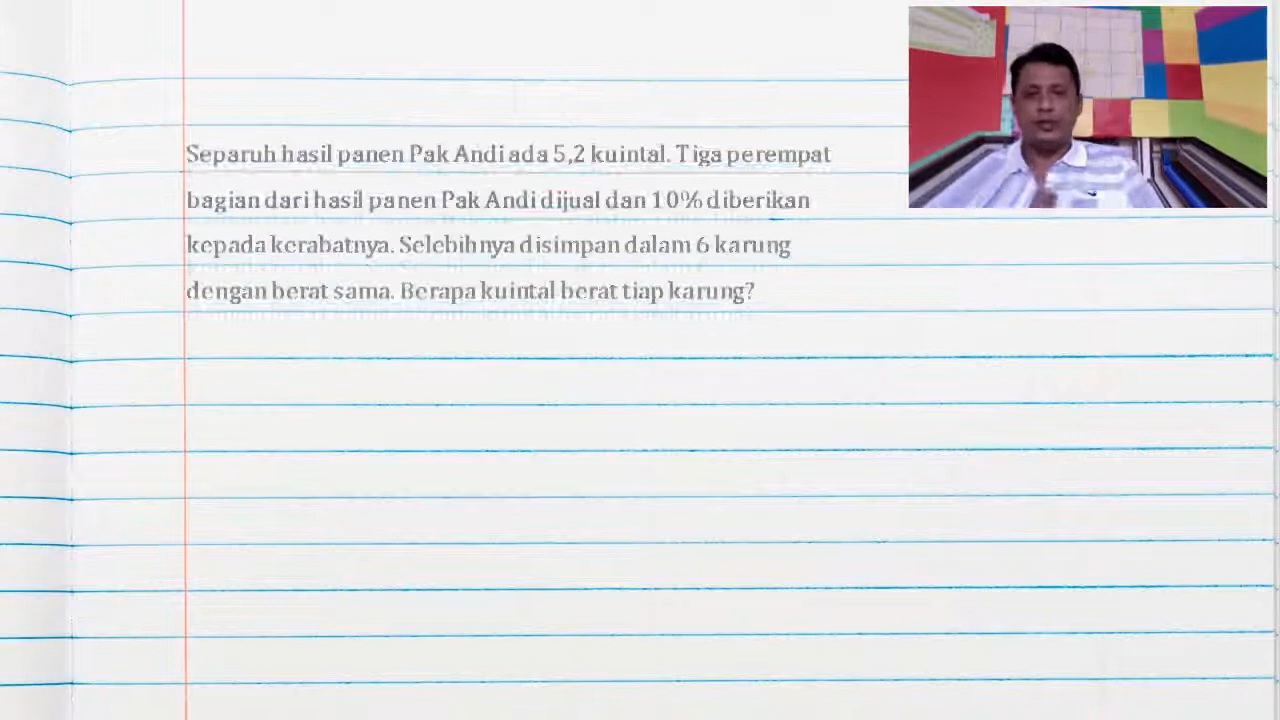 Separuh hasil panen Pak Andi ada 5,2 kuintal. Tiga perempat
bagian dari hasil panen Pak Andi dijual dan 10% diberikan
kepada kerabatnya. Selebihnya disimpan dalam 6 karung
dengan berat sama. Berapa kuintal berat tiap karung?